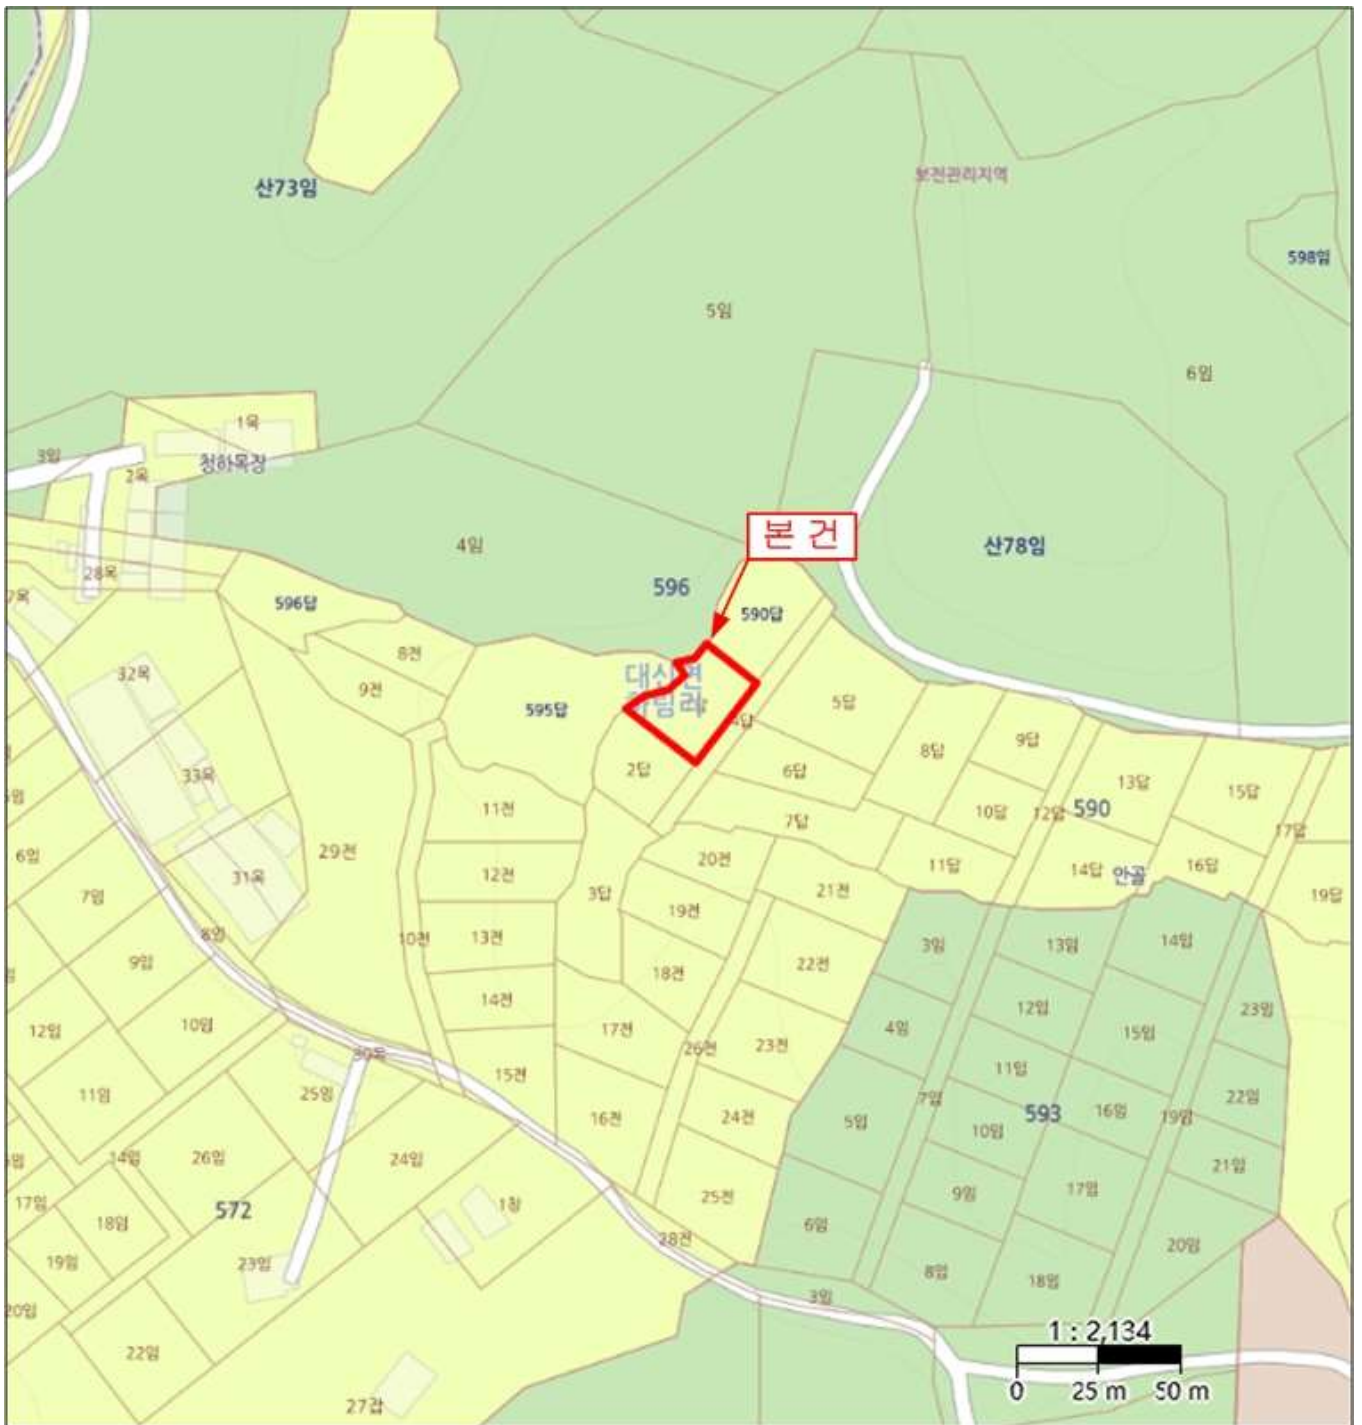 산73임
보전관리지역
598임
5임
6임
1목
3임
청하목장
2목
본 건
4임
산78임
28목
596
596답
590답
8전
32목
9전
대신면
하림리
595답
4답
5답
9답
2답
6답
8답
13답
15답
33목
11전
10답
12답
590
7답
17답
6임
29전
20전
11답
14답
안골
16답
12전
31목
7임
3답
21전
19답
19전
8임
10전
13전
3임
13임
14임
9임
18전
22전
14전
12임
23임
12임
10임
17전
4임
15임
26전
23전
30목
11임
15전
11임
25임
7임
22임
16전
24전
5임
10임
593
16임
19임
14임
26임
24임
21임
17임
25전
9임
17임
572
1창
18임
6임
28전
20임
19임
23임
8임
18임
3임
20임
1 : 2,134
22임
0 25 m 50 m